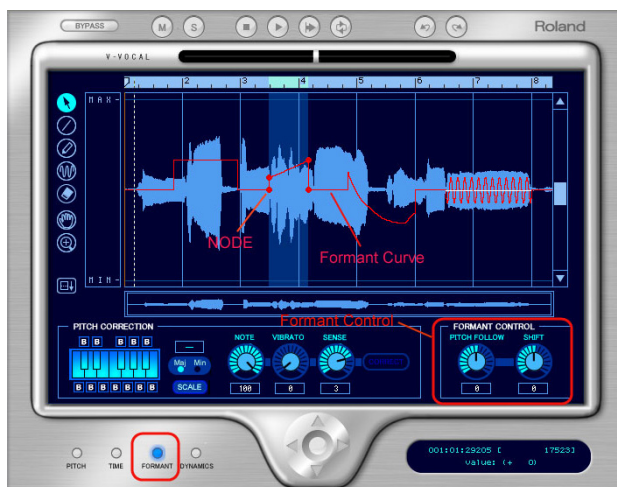 BYPASS M S Roland
V-VOCAL
1 2 3 4 5 6 7 8
MAX-
NODE
Formant Curve
MIN-
Formant Control
PITCH CORRECTION FORMANT CONTROL
NOTE VIBRATO SENSE PITCH FOLLOW SHIFT
B B B B B
Maj Min
B B B B B B B SCALE 100 0 3 0 0
001:01:29205 [ 17523]
value: (+ 0)
PITCH TIME FORMANT DYNAMICS